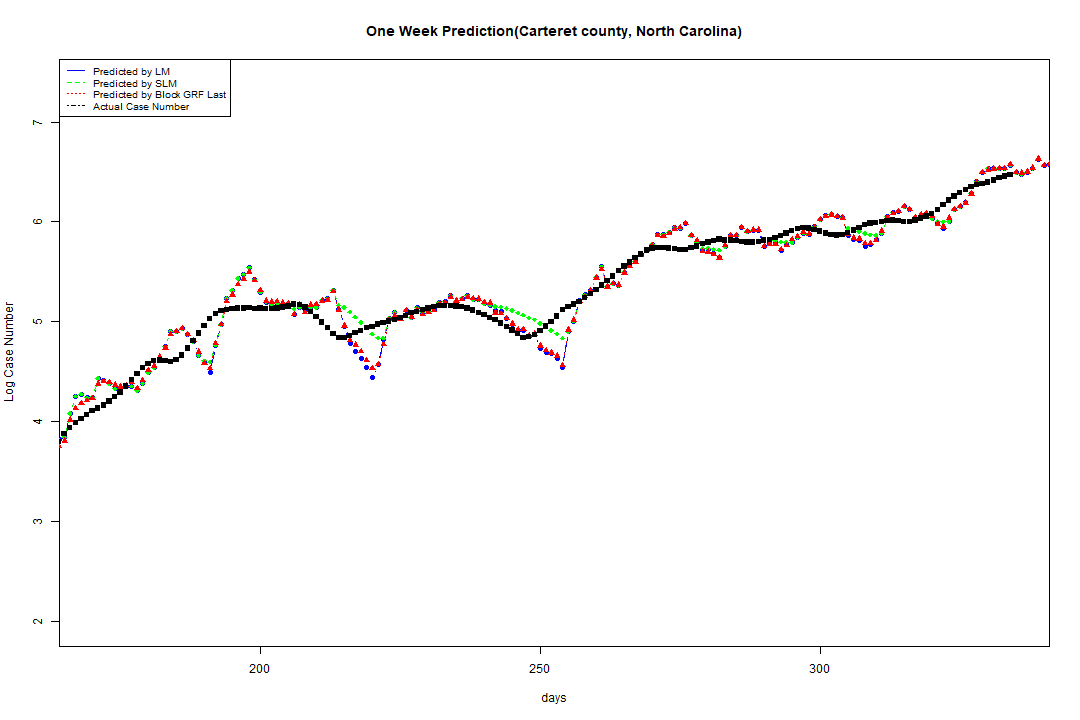 One Week Prediction(Carteret county, North Carolina)
Predicted by LM
Predicted by SLM
Predicted by Block GRF Last
Actual Case Number
Log Case Number
7
6
5
4
3
2
200
250
300
days